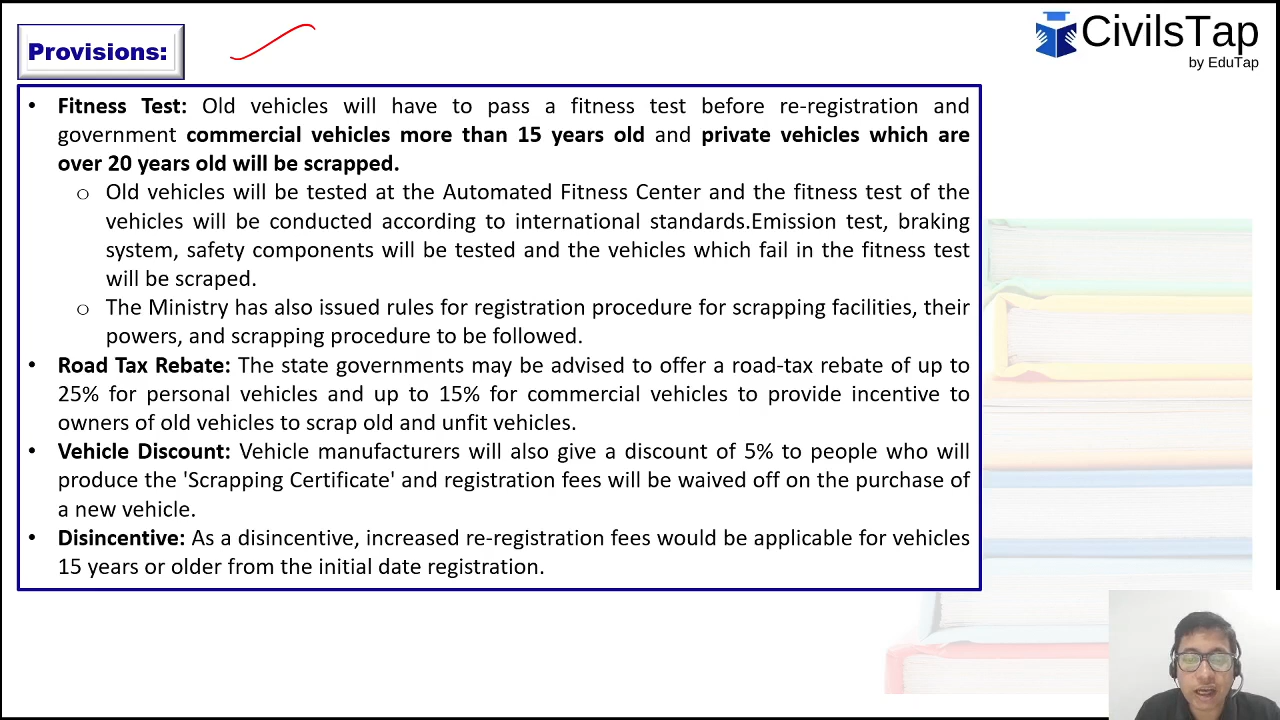 Provisions:
CivilsTap
by EduTap
• Fitness Test: Old vehicles will have to pass a fitness test before re-registration and
government commercial vehicles more than 15 years old and private vehicles which are
over 20 years old will be scrapped.
o Old vehicles will be tested at the Automated Fitness Center and the fitness test of the
vehicles will be conducted according to international standards.Emission test, braking
system, safety components will be tested and the vehicles which fail in the fitness test
will be scraped.
o The Ministry has also issued rules for registration procedure for scrapping facilities, their
powers, and scrapping procedure to be followed.
• Road Tax Rebate: The state governments may be advised to offer a road-tax rebate of up to
25% for personal vehicles and up to 15% for commercial vehicles to provide incentive to
owners of old vehicles to scrap old and unfit vehicles.
• Vehicle Discount: Vehicle manufacturers will also give a discount of 5% to people who will
produce the 'Scrapping Certificate' and registration fees will be waived off on the purchase of
a new vehicle.
• Disincentive: As a disincentive, increased re-registration fees would be applicable for vehicles
15 years or older from the initial date registration.